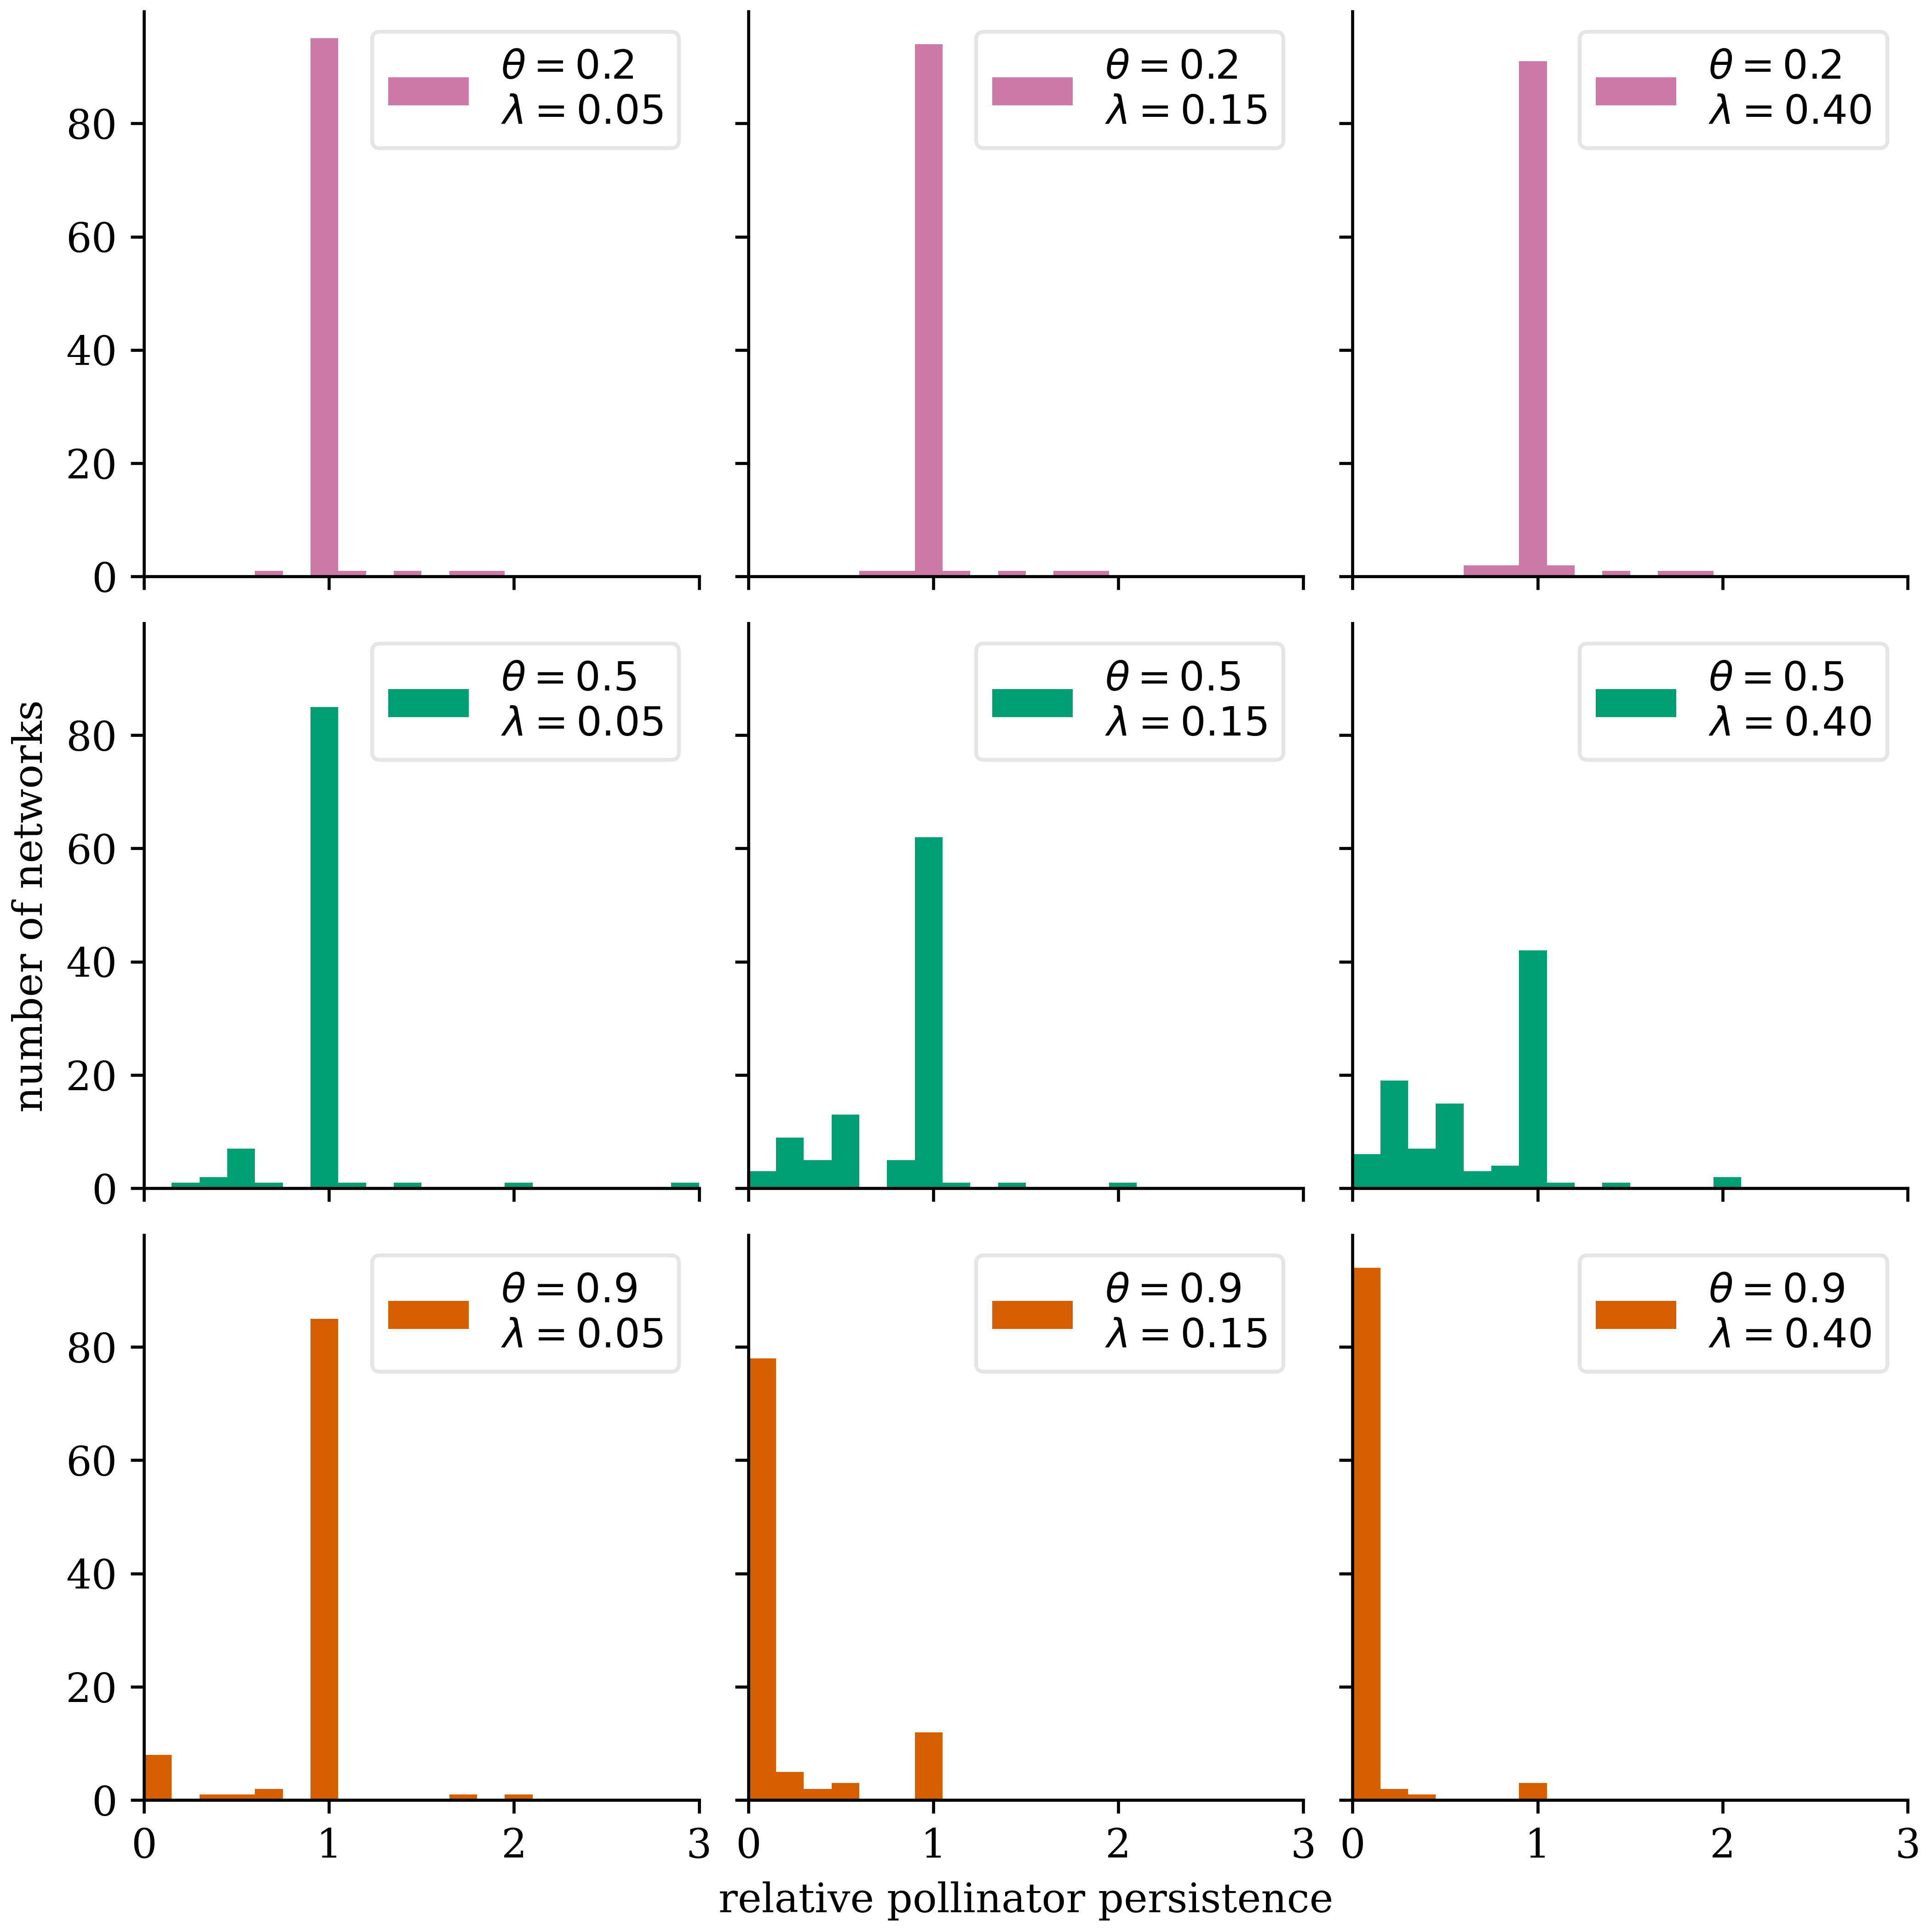 θ = 0.2
λ = 0.05
θ = 0.2
λ = 0.15
θ = 0.2
λ = 0.40
80
60
40
20
0
θ = 0.5
λ = 0.05
θ = 0.5
λ = 0.15
θ = 0.5
λ = 0.40
80
60
40
20
0
number of networks
θ = 0.9
λ = 0.05
θ = 0.9
λ = 0.15
θ = 0.9
λ = 0.40
80
60
40
20
0
0 1 2 3 0 1 2 3 0 1 2 3
relative pollinator persistence